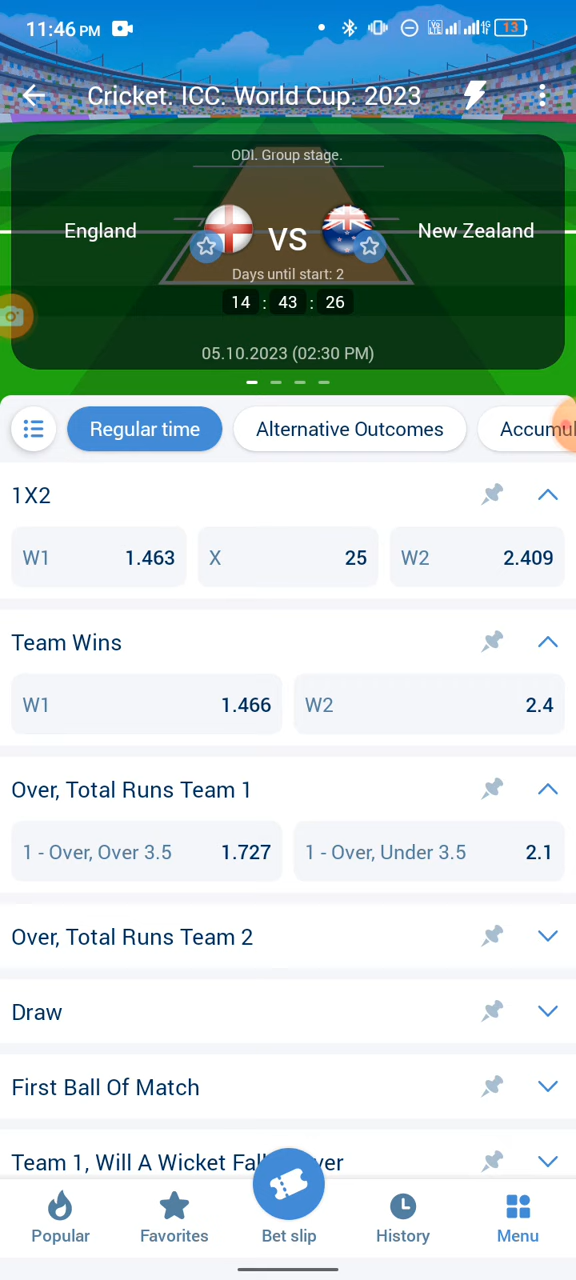 11:46 PM
4G
13
Cricket. ICC. World Cup. 2023
ODI. Group stage.
England
VS
New Zealand
Days until start: 2
14 : 43 : 26
05.10.2023 (02:30 PM)
Regular time
Alternative Outcomes
Accumul
1X2
W1 1.463
X 25
W2 2.409
Team Wins
W1 1.466
W2 2.4
Over, Total Runs Team 1
1 - Over, Over 3.5 1.727
1 - Over, Under 3.5 2.1
Over, Total Runs Team 2
Draw
First Ball Of Match
Team 1, Will A Wicket Fall
ver
Popular
Favorites
Bet slip
History
Menu